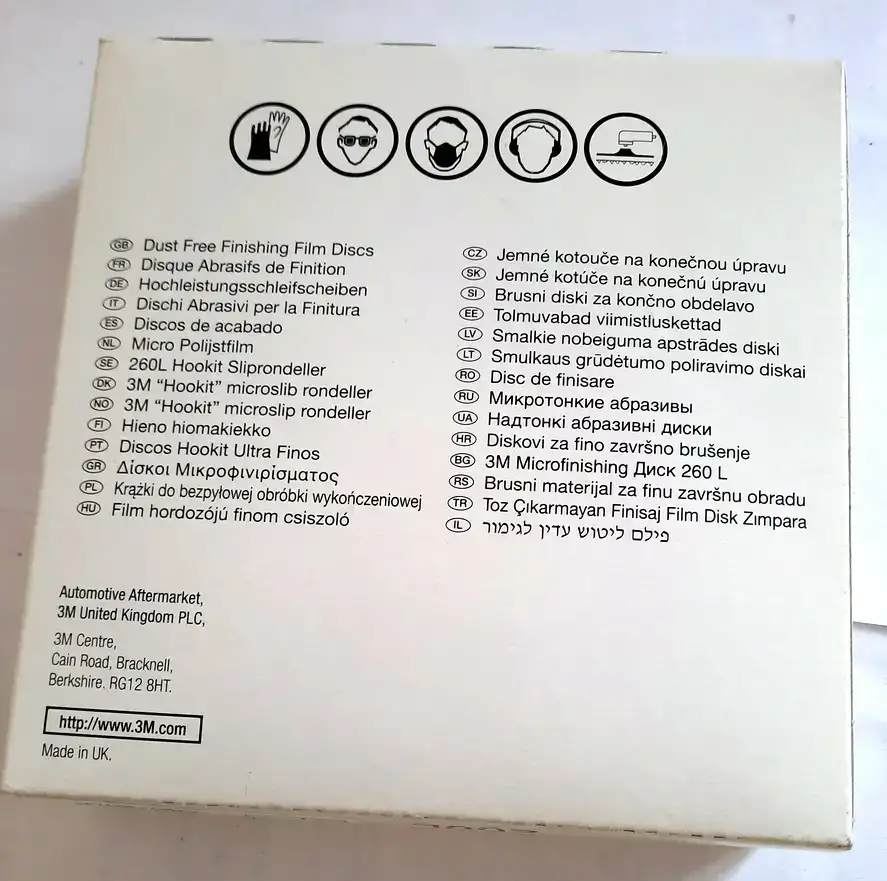 GB Dust Free Finishing Film Discs
FR Disque Abrasifs de Finition
DE Hochleistungsschleifscheiben
IT Dischi Abrasivi per la Finitura
ES Discos de acabado
NL Micro Polijstfilm
SE 260L Hookit Sliprondeller
DK 3M “Hookit” microslib rondeller
NO 3M “Hookit” microslip rondeller
FI Hieno hiomakiekko
PT Discos Hookit Ultra Finos
GR Δίσκοι Μικροφινιρίσματος
PL Krążki do bezpyłowej obróbki wykończeniowej
HU Film hordozójú finom csiszoló
CZ Jemné kotouče na konečnou úpravu
SK Jemné kotúče na konečnú úpravu
SI Brusni diski za končno obdelavo
EE Tolmuvabad viimistluskettad
LV Smalkie nobeiguma apstrādes diski
LT Smulkaus grūdėtumo poliravimo diskai
RO Disc de finisare
RU Микротонкие абразивы
UA Надтонкі абразивні диски
HR Diskovi za fino završno brušenje
BG 3M Microfinishing Диск 260 L
RS Brusni materijal za finu završnu obradu
TR Toz Çıkarmayan Finisaj Film Disk Zımpara
IL פילם ליטוש עדין לגימור
Automotive Aftermarket,
3M United Kingdom PLC,
3M Centre,
Cain Road, Bracknell,
Berkshire. RG12 8HT.
http://www.3M.com
Made in UK.